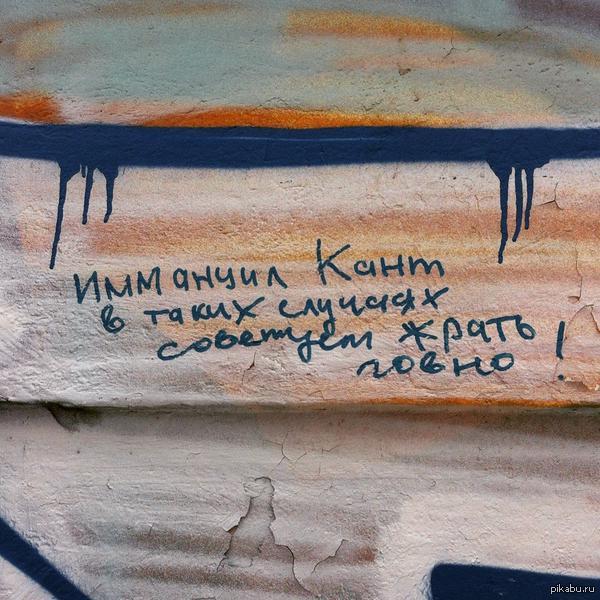 Иммануил Кант
в таких случаях
советует жрать
говно!
pikabu.ru